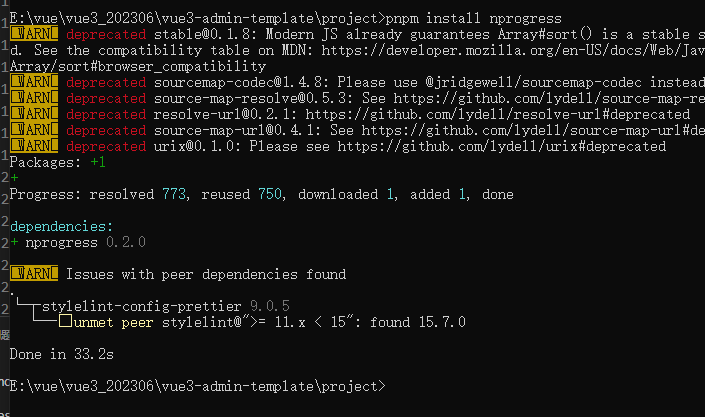 E:\vue\vue3_202306\vue3-admin-template\project>pnpm install nprogress
WARN deprecated stable@0.1.8: Modern JS already guarantees Array#sort() is a stable s
d. See the compatibility table on MDN: https://developer.mozilla.org/en-US/docs/Web/Jav
Array/sort#browser_compatibility
WARN deprecated sourcemap-codec@1.4.8: Please use @jridgewell/sourcemap-codec instead
WARN deprecated source-map-resolve@0.5.3: See https://github.com/lydell/source-map-re
WARN deprecated resolve-url@0.2.1: https://github.com/lydell/resolve-url#deprecated
WARN deprecated source-map-url@0.4.1: See https://github.com/lydell/source-map-url#de
WARN deprecated urix@0.1.0: Please see https://github.com/lydell/urix#deprecated
Packages: +1
+
Progress: resolved 773, reused 750, downloaded 1, added 1, done
dependencies:
+ nprogress 0.2.0
WARN Issues with peer dependencies found
.
└─┬ stylelint-config-prettier 9.0.5
└── unmet peer stylelint@">= 11.x < 15": found 15.7.0
Done in 33.2s
E:\vue\vue3_202306\vue3-admin-template\project>